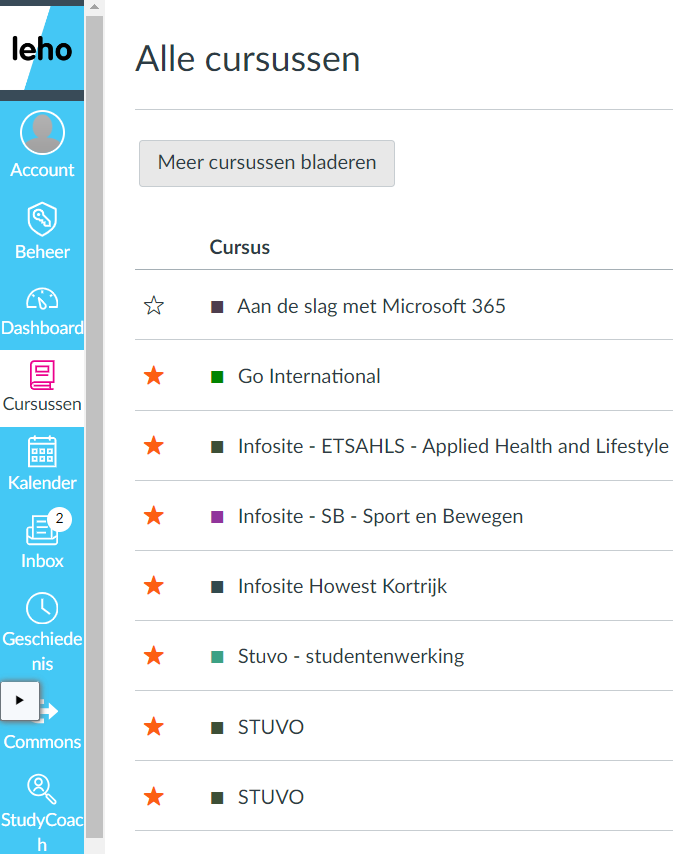 leho
Account
Beheer
Dashboard
Cursussen
Kalender
2
Inbox
Geschiede
nis
Commons
StudyCoac
h
Alle cursussen
Meer cursussen bladeren
Cursus
Aan de slag met Microsoft 365
Go International
Infosite - ETSAHLS - Applied Health and Lifestyle
Infosite - SB - Sport en Bewegen
Infosite Howest Kortrijk
Stuvo - studentenwerking
STUVO
STUVO